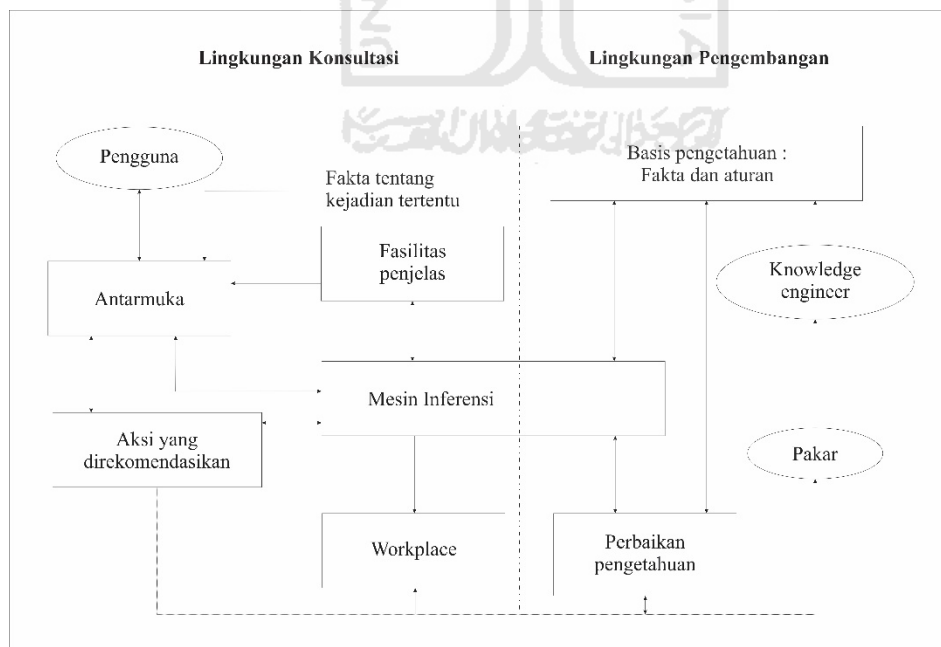 Lingkungan Konsultasi
Lingkungan Pengembangan
Pengguna
Basis pengetahuan :
Fakta dan aturan
Fakta tentang
kejadian tertentu
Fasilitas
penjelas
Knowledge
engineer
Antarmuka
Mesin Inferensi
Aksi yang
direkomendasikan
Pakar
Workplace
Perbaikan
pengetahuan